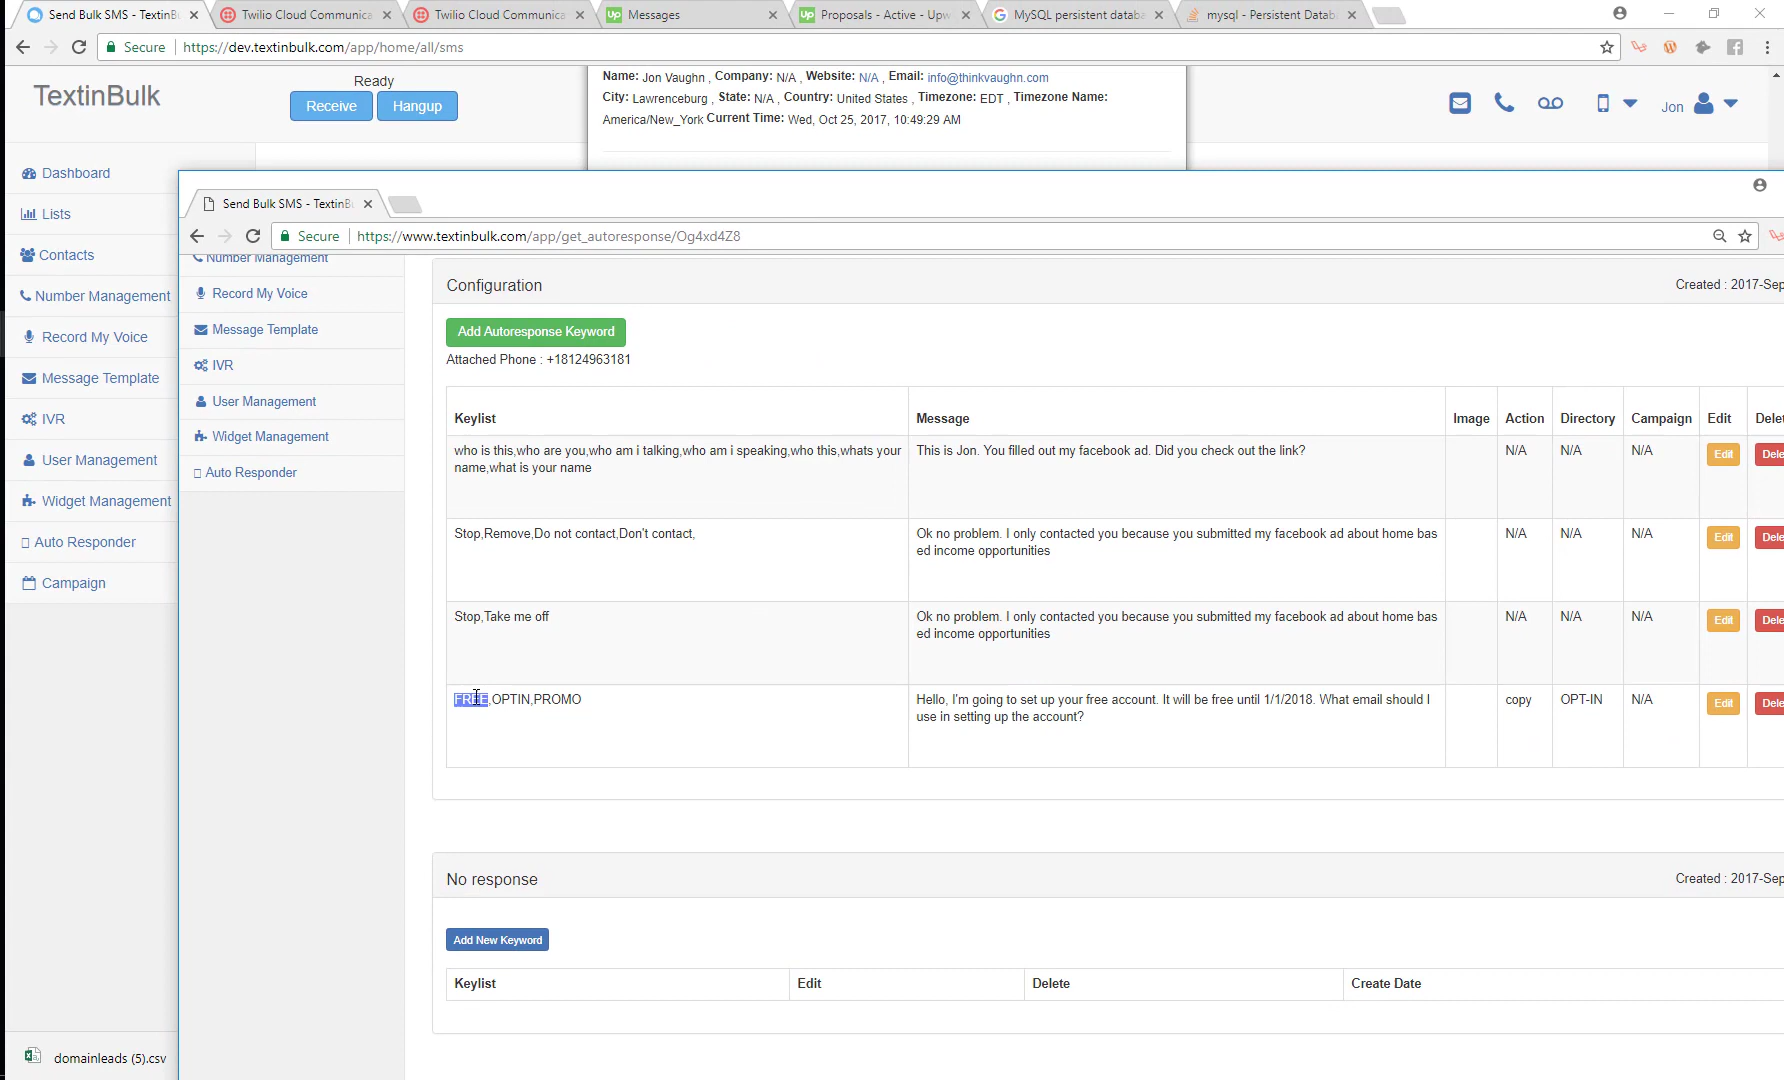 Send Bulk SMS - TextinBu
Twilio Cloud Communica
Twilio Cloud Communica
Messages
Proposals - Active - Upw
MySQL persistent databa
mysql - Persistent Datab
Secure https://dev.textinbulk.com/app/home/all/sms
TextinBulk
Ready
Receive Hangup
Name: Jon Vaughn , Company: N/A , Website: N/A , Email: info@thinkvaughn.com
City: Lawrenceburg , State: N/A , Country: United States , Timezone: EDT , Timezone Name:
America/New_York Current Time: Wed, Oct 25, 2017, 10:49:29 AM
Jon
Dashboard
Lists
Contacts
Number Management
Record My Voice
Message Template
IVR
User Management
Widget Management
Auto Responder
Campaign
domainleads (5).csv
Send Bulk SMS - TextinBu
Secure https://www.textinbulk.com/app/get_autoresponse/Og4xd4Z8
Number Management
Record My Voice
Message Template
IVR
User Management
Widget Management
Auto Responder
Configuration
Created : 2017-Sep
Add Autoresponse Keyword
Attached Phone : +18124963181
Keylist Message Image Action Directory Campaign Edit Delet
who is this,who are you,who am i talking,who am i speaking,who this,whats your
name,what is your name
This is Jon. You filled out my facebook ad. Did you check out the link?
N/A N/A N/A Edit Dele
Stop,Remove,Do not contact,Don't contact,
Ok no problem. I only contacted you because you submitted my facebook ad about home bas
ed income opportunities
N/A N/A N/A Edit Dele
Stop,Take me off
Ok no problem. I only contacted you because you submitted my facebook ad about home bas
ed income opportunities
N/A N/A N/A Edit Dele
FREE,OPTIN,PROMO
Hello, I'm going to set up your free account. It will be free until 1/1/2018. What email should I
use in setting up the account?
copy OPT-IN N/A Edit Dele
No response
Created : 2017-Sep
Add New Keyword
Keylist Edit Delete Create Date